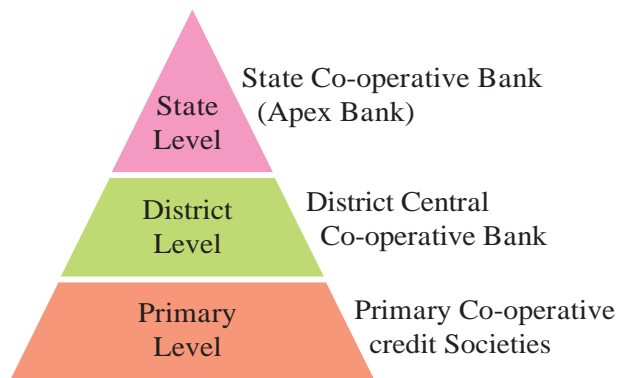 State
Level
State Co-operative Bank
(Apex Bank)
District
Level
District Central
Co-operative Bank
Primary
Level
Primary Co-operative
credit Societies